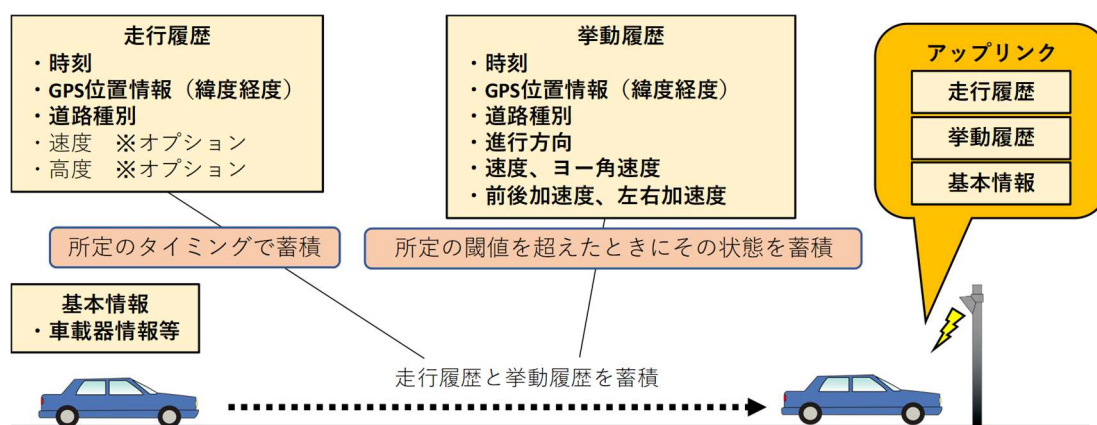 走行履歴
・時刻
・GPS位置情報（緯度経度）
・道路種別
・速度　※オプション
・高度　※オプション
挙動履歴
・時刻
・GPS位置情報（緯度経度）
・道路種別
・進行方向
・速度、ヨー角速度
・前後加速度、左右加速度
アップリンク
走行履歴
挙動履歴
基本情報
所定のタイミングで蓄積
所定の閾値を超えたときにその状態を蓄積
基本情報
・車載器情報等
走行履歴と挙動履歴を蓄積